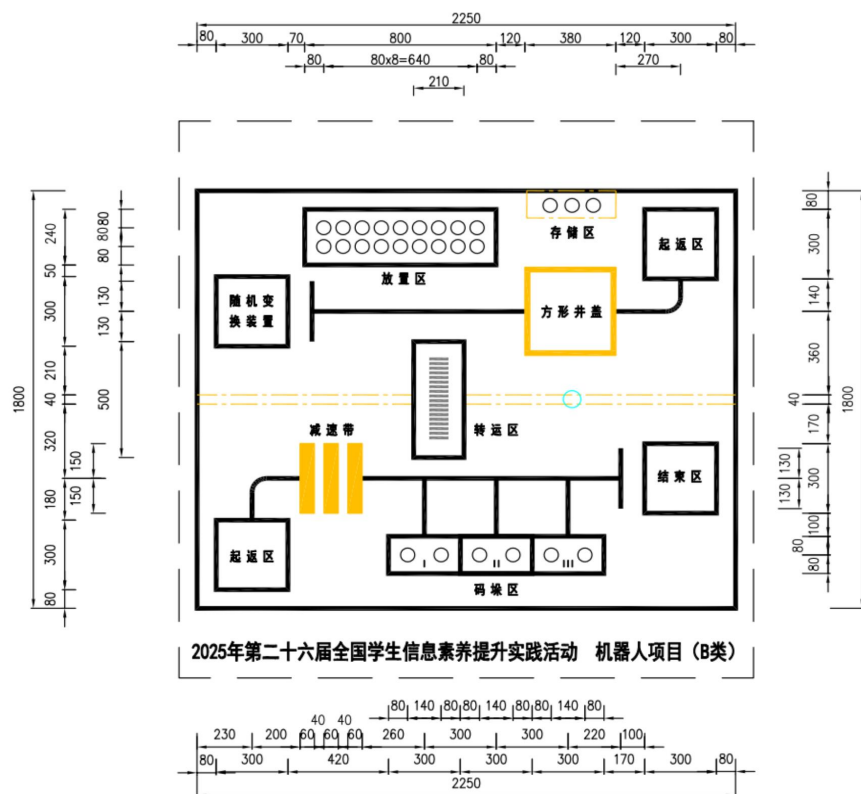 2250
80 300 70 800 120 380 120 300 80
80 80x8=640 80 270
210
存储区
起返区
放置区
随机变
换装置
方形井盖
减速带
转运区
结束区
起返区
I II III
码垛区
1800
240 50 300 210 40 320 180 300 80
80 80 80 130 130 500
150 150
80 300 140 360 40 170 300 100 80 80
130 130
1800
2025年第二十六届全国学生信息素养提升实践活动 机器人项目(B类)
80 140 80 80 140 80 80 140 80
40 40
230 200 60 60 60 260 300 300 220 100
80 300 420 300 300 300 170 300 80
2250